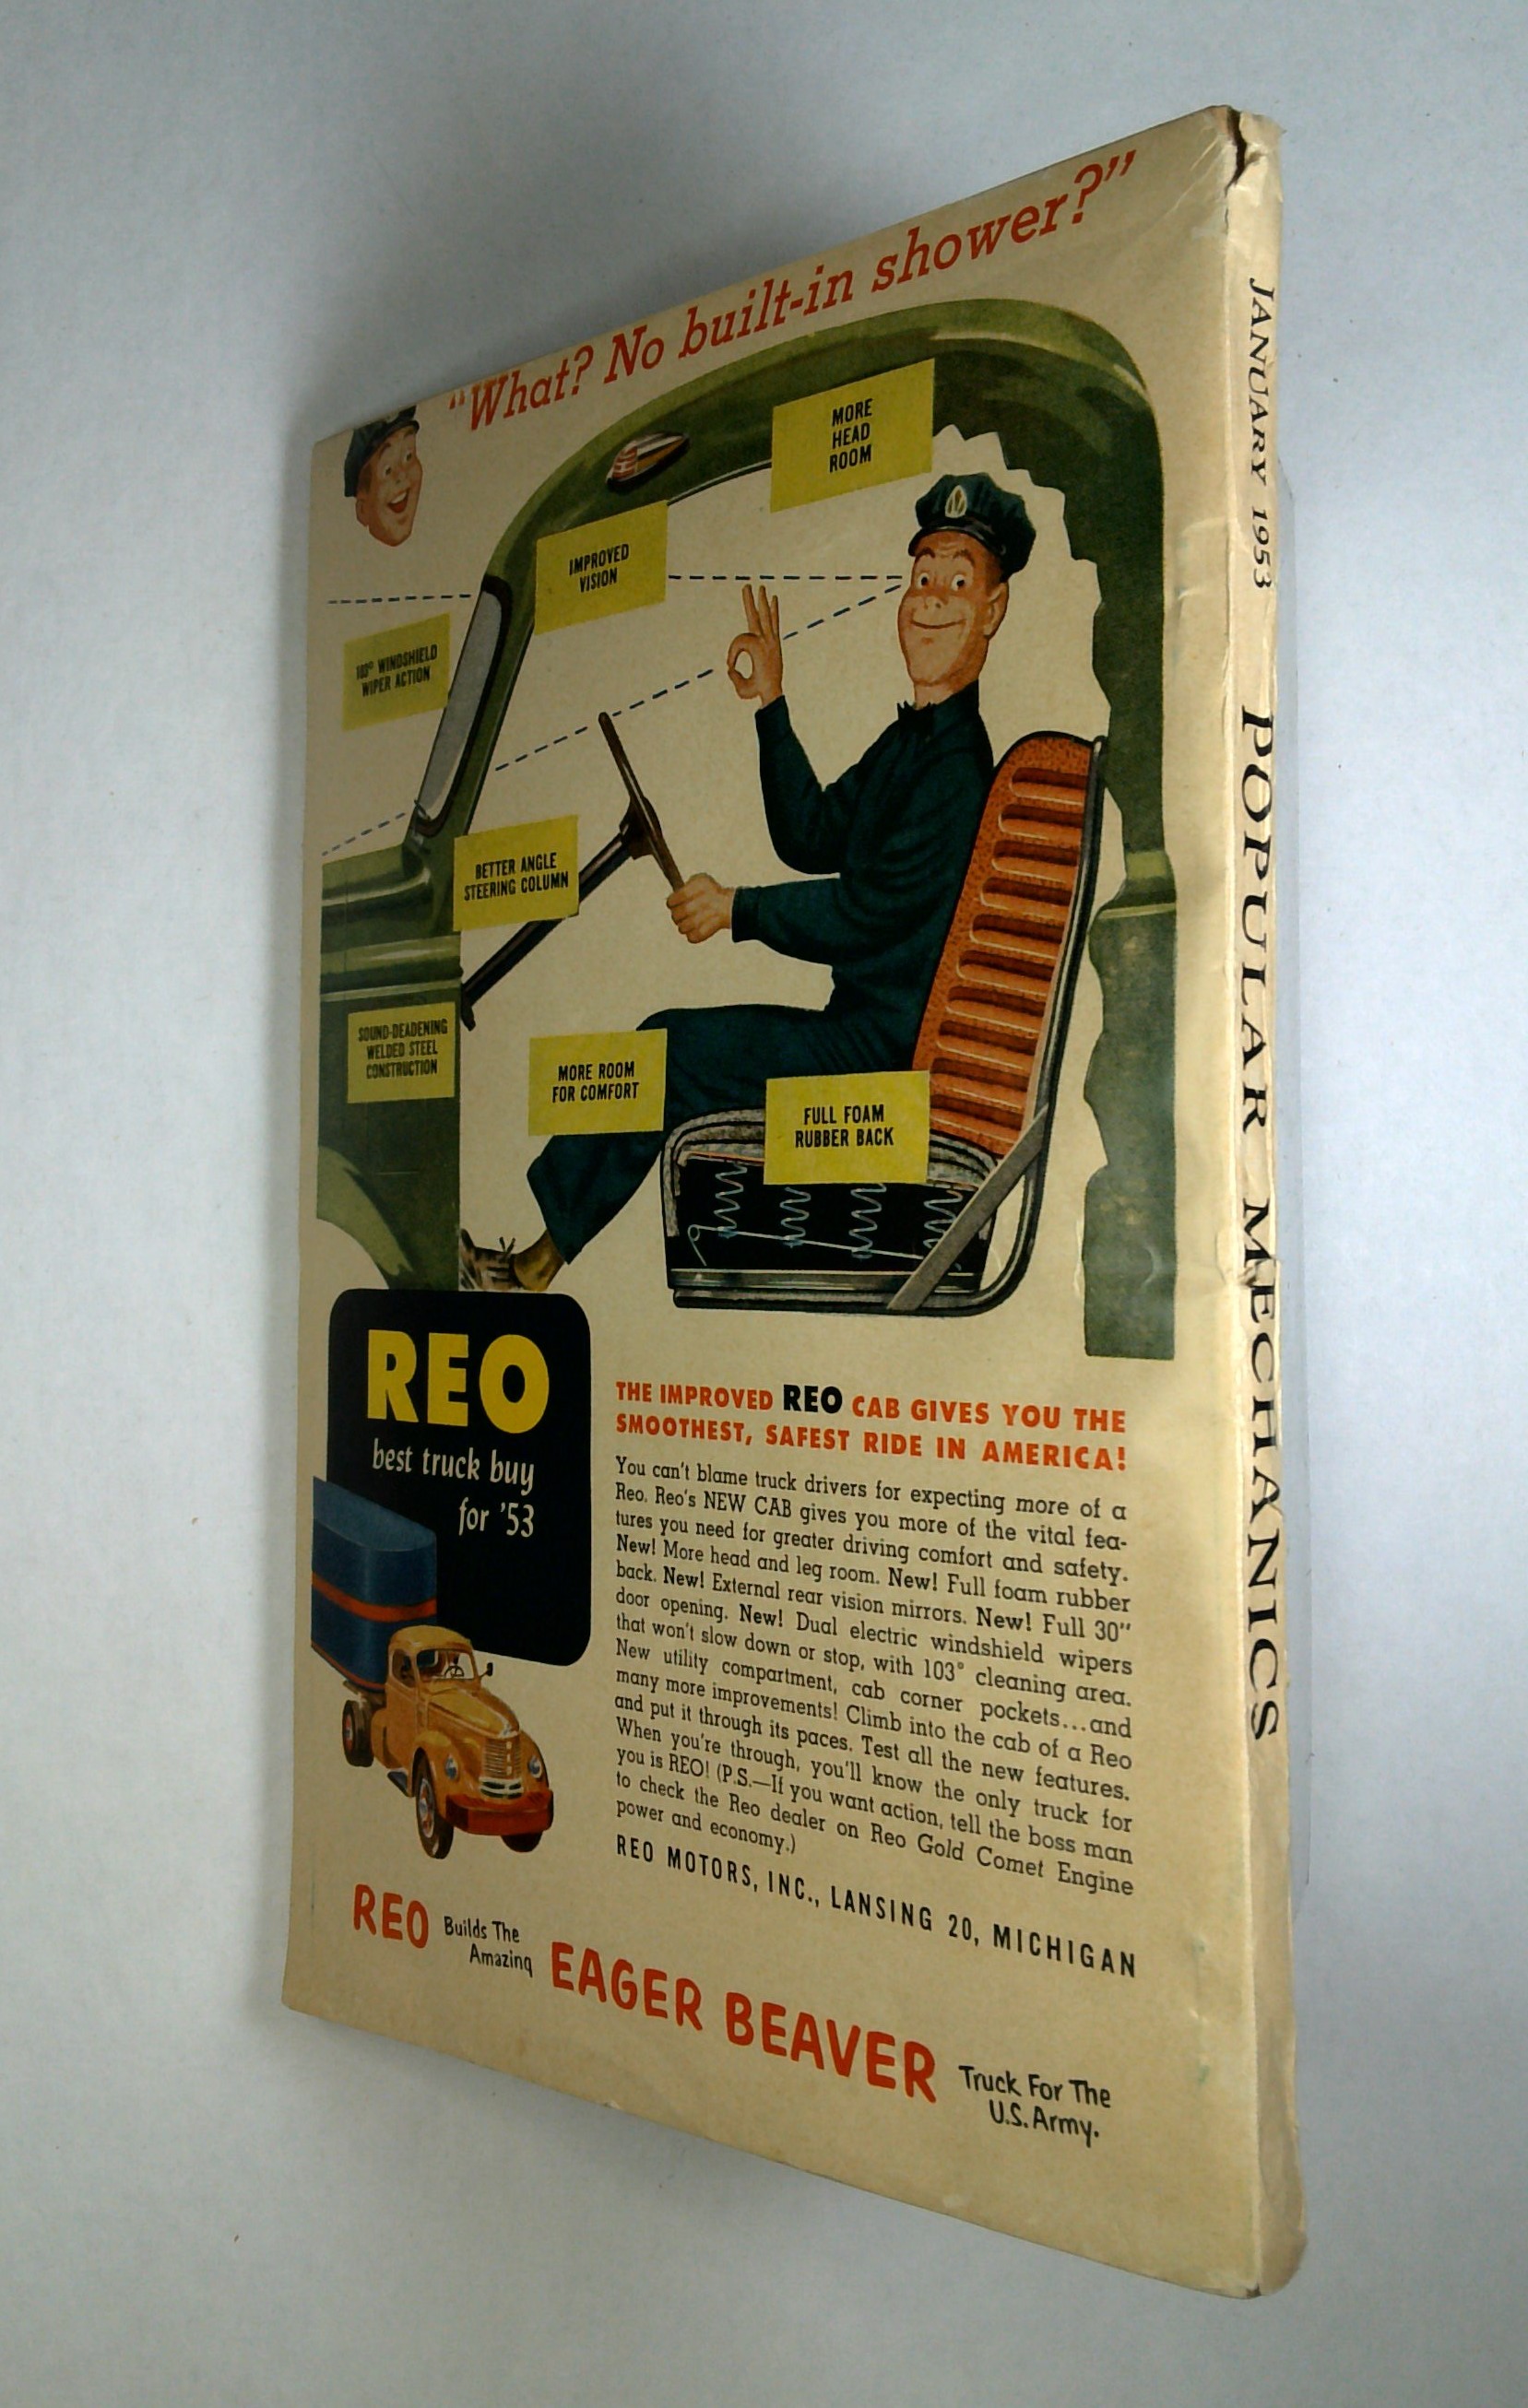 "What? No built-in shower?"
MORE
HEAD
ROOM
IMPROVED
VISION
WINDSHIELD
WIPER ACTION
BETTER ANGLE
STEERING COLUMN
SOUND-DEADENING
WELDED STEEL
CONSTRUCTION
MORE ROOM
FOR COMFORT
FULL FOAM
RUBBER BACK
REO
best truck buy
for '53
THE IMPROVED REO CAB GIVES YOU THE
SMOOTHEST, SAFEST RIDE IN AMERICA!
You can't blame truck drivers for expecting more of a
Reo. Reo's NEW CAB gives you more of the vital fea-
tures you need for greater driving comfort and safety.
New! More head and leg room. New! Full foam rubber
back. New! External rear vision mirrors. New! Full 30"
door opening. New! Dual electric windshield wipers
that won't slow down or stop, with 103° cleaning area.
New utility compartment, cab corner pockets...and
many more improvements! Climb into the cab of a Reo
and put it through its paces. Test all the new features.
When you're through, you'll know the only truck for
you is REO! (P.S.—If you want action, tell the boss man
to check the Reo dealer on Reo Gold Comet Engine
power and economy.)
REO MOTORS, INC., LANSING 20, MICHIGAN
REO Builds The
Amazing
EAGER BEAVER
Truck For The
U.S. Army.
JANUARY 1953 POPULAR MECHANICS